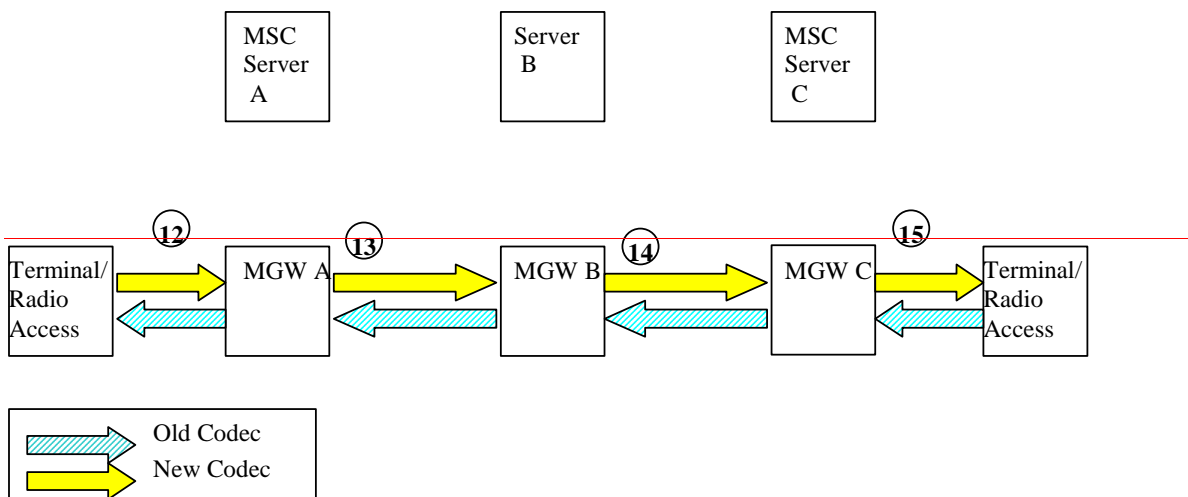 MSC
Server
A
Server
B
MSC
Server
C
12
13
14
15
Terminal/
Radio
Access
MGW A
MGW B
MGW C
Terminal/
Radio
Access
Old Codec
New Codec